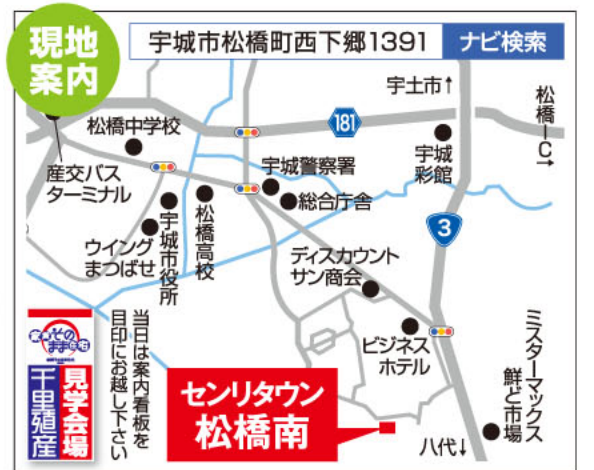 現地
案内
宇城市松橋町西下郷1391
ナビ検索
宇土市↑
松橋IC→
181
松橋中学校
産交バス
ターミナル
宇城
彩館
宇城警察署
総合庁舎
松橋高校
宇城市役所
ウイング
まつばせ
3
ディスカウント
サン商会
ビジネス
ホテル
ミスターマックス
鮮ど市場
八代↓
センリタウン
松橋南
当日は案内看板を
目印にお越し下さい
そのまま
見学会場
千里殖産